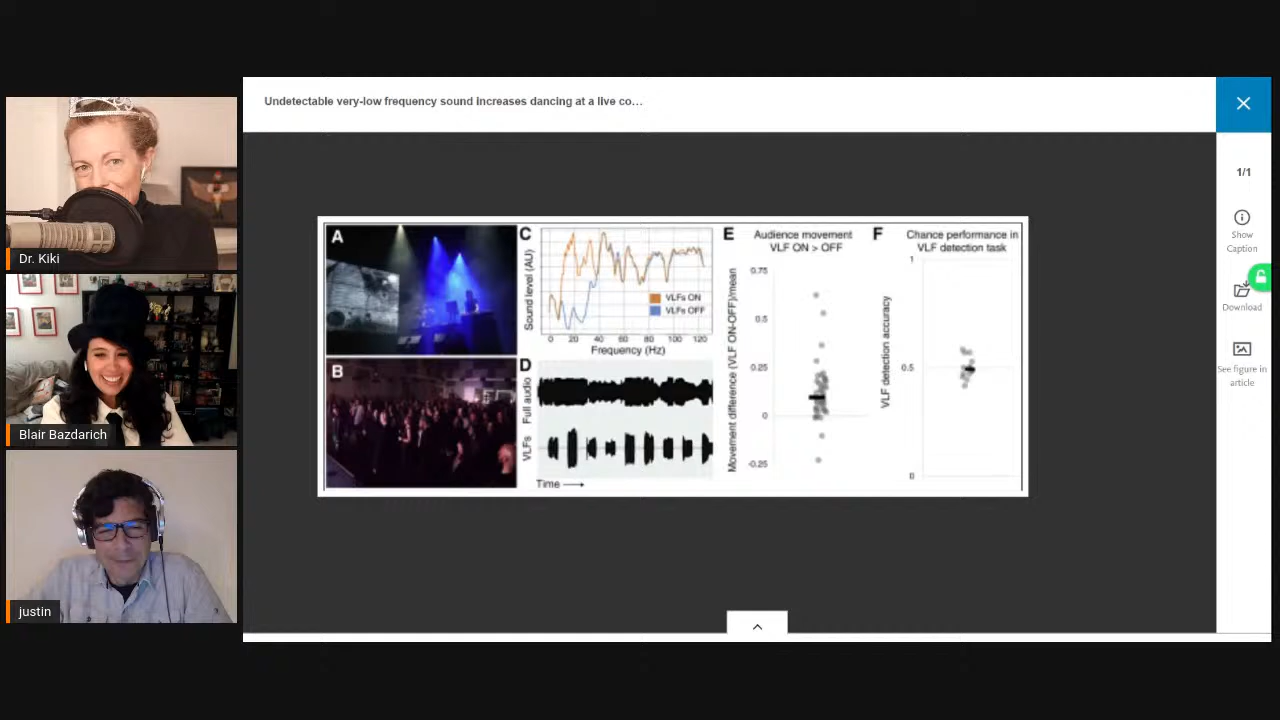 Undetectable very-low frequency sound increases dancing at a live co...
1/1
Show
Caption
Download
See figure in
article
A
B
C
Sound level (AU)
VLFs ON
VLFs OFF
0 20 40 60 80 100 120
Frequency (Hz)
D
Full audio
VLFs
Time
E
Audience movement
VLF ON > OFF
Movement difference (VLF ON-OFF)/mean
0.75
0.5
0.25
0
-0.25
F
Chance performance in
VLF detection task
VLF detection accuracy
1
0.5
0
Dr. Kiki
Blair Bazdarich
justin